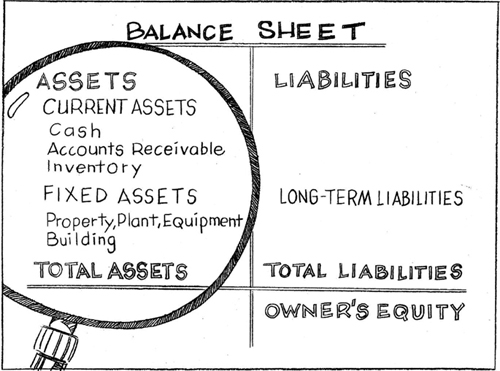 BALANCE SHEET
ASSETS
CURRENT ASSETS
Cash
Accounts Receivable
Inventory
FIXED ASSETS
Property, Plant, Equipment
Building
TOTAL ASSETS
LIABILITIES
LONG-TERM LIABILITIES
TOTAL LIABILITIES
OWNER'S EQUITY